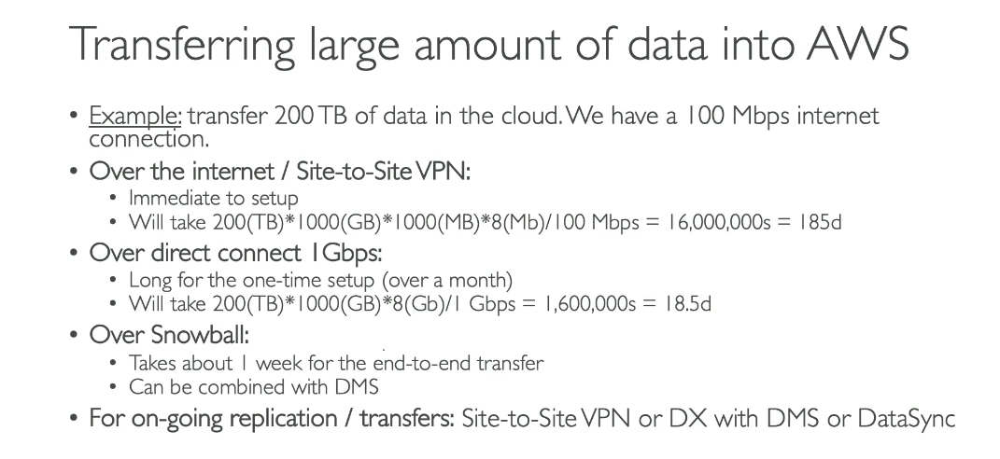 Transferring large amount of data into AWS
• Example: transfer 200 TB of data in the cloud. We have a 100 Mbps internet
connection.
• Over the internet / Site-to-Site VPN:
• Immediate to setup
• Will take 200(TB)*1000(GB)*1000(MB)*8(Mb)/100 Mbps = 16,000,000s = 185d
• Over direct connect 1Gbps:
• Long for the one-time setup (over a month)
• Will take 200(TB)*1000(GB)*8(Gb)/1 Gbps = 1,600,000s = 18.5d
• Over Snowball:
• Takes about 1 week for the end-to-end transfer
• Can be combined with DMS
• For on-going replication / transfers: Site-to-Site VPN or DX with DMS or DataSync